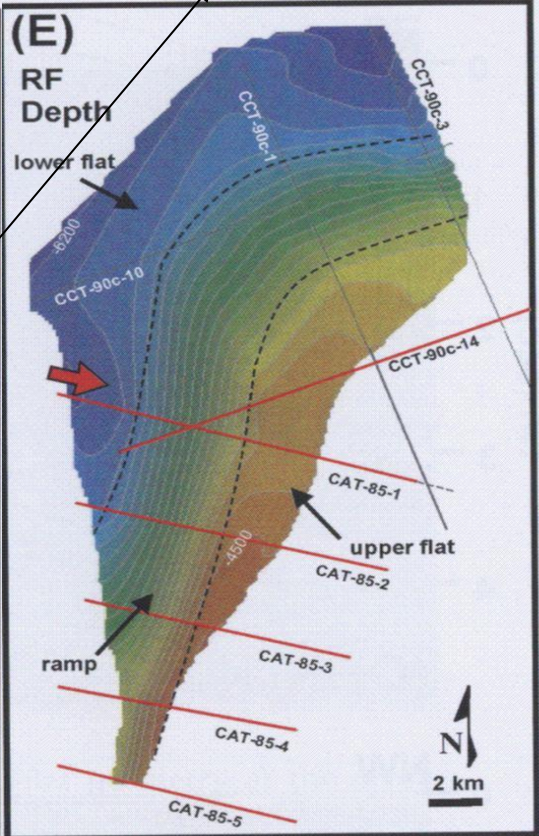 (E)
RF
Depth
CCT-90c-3
CCT-90c-1
lower flat
-6200
CCT-90c-10
CCT-90c-14
CAT-85-1
upper flat
-4500
CAT-85-2
ramp
CAT-85-3
CAT-85-4
N
2 km
CAT-85-5